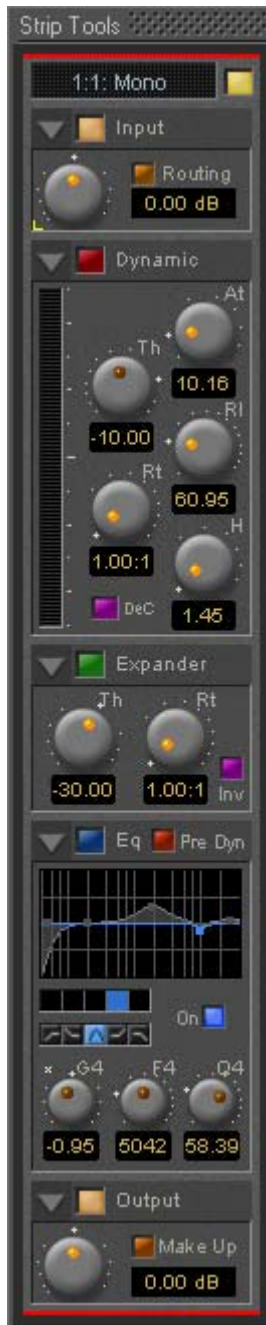 Strip Tools
1:1: Mono
Input
Routing
0.00 dB
Dynamic
At
Th
10.16
-10.00
Rl
Rt
60.95
1.00:1
H
DeC
1.45
Expander
Th Rt
-30.00 1.00:1
Inv
Eq Pre Dyn
On
G4 F4 Q4
-0.95 5042 58.39
Output
Make Up
0.00 dB